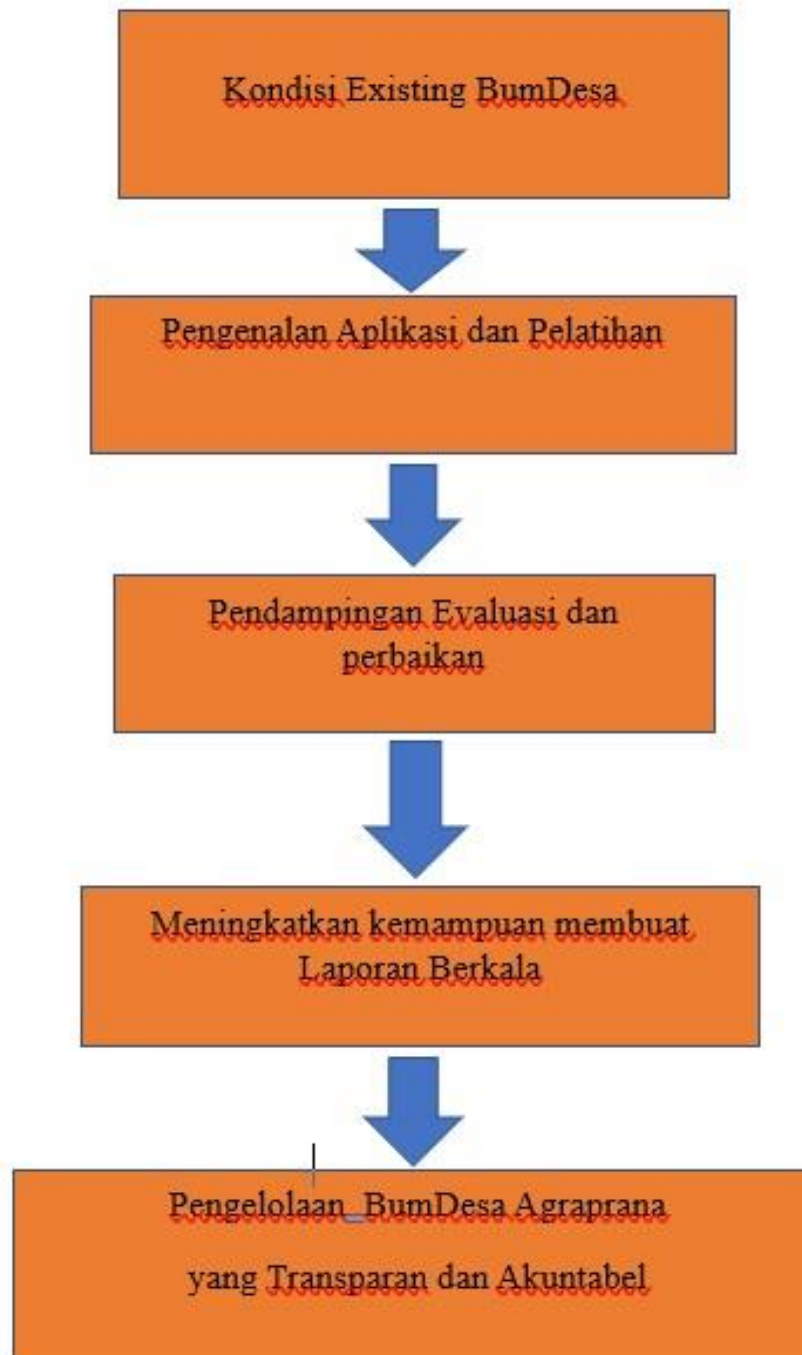 Kondisi Existing BumDesa
Pengenalan Aplikasi dan Pelatihan
Pendampingan Evaluasi dan
perbaikan
Meningkatkan kemampuan membuat
Laporan Berkala
Pengelolaan BumDesa Agraprana
yang Transparan dan Akuntabel